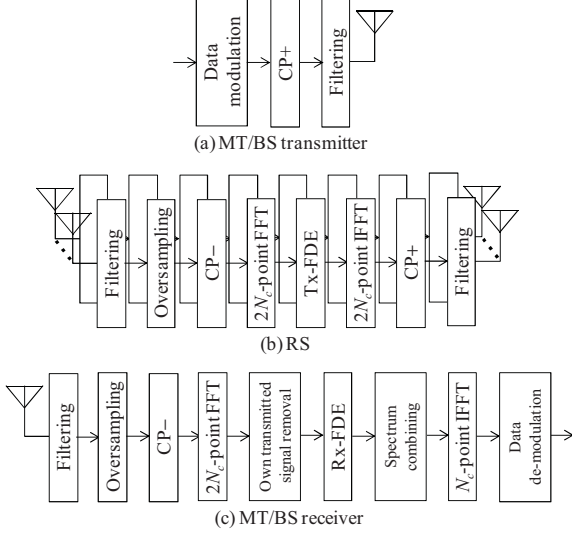 Data
modulation
CP+
Filtering
(a) MT/BS transmitter
Filtering
Oversampling
CP−
2Nc-point FFT
Tx-FDE
2Nc-point IFFT
CP+
Filtering
(b) RS
Filtering
Oversampling
CP−
2Nc-point FFT
Own transmitted
signal removal
Rx-FDE
Spectrum
combining
Nc-point IFFT
Data
de-modulation
(c) MT/BS receiver